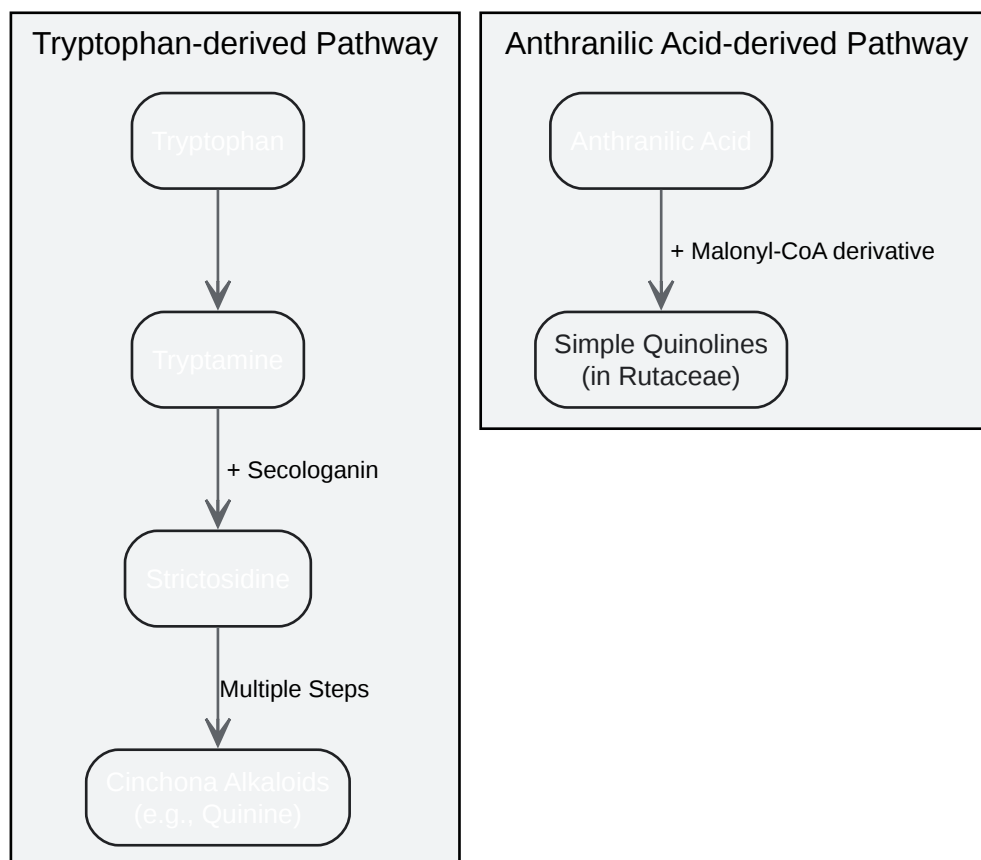 Tryptophan-derived Pathway
Tryptophan
Tryptamine
+ Secologanin
Strictosidine
Multiple Steps
Cinchona Alkaloids
(e.g., Quinine)
Anthranilic Acid-derived Pathway
Anthranilic Acid
+ Malonyl-CoA derivative
Simple Quinolines
(in Rutaceae)